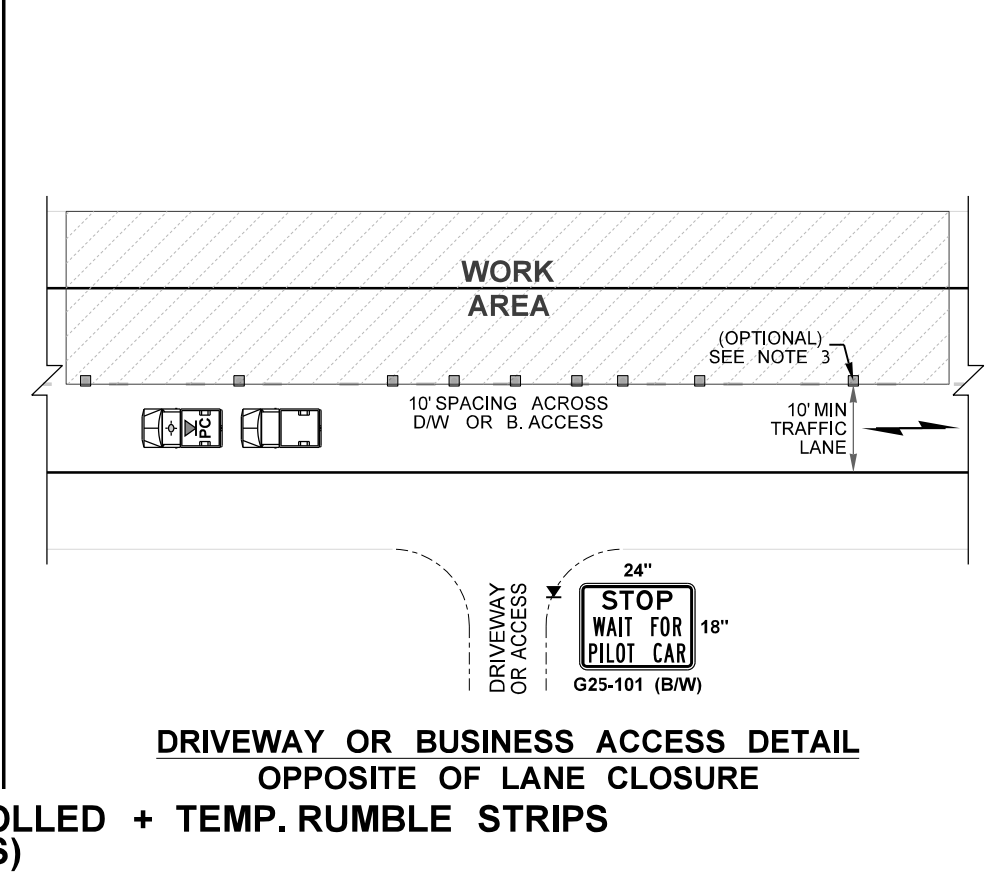 WORK
AREA
(OPTIONAL)
SEE NOTE 3
10' SPACING ACROSS
D/W OR B. ACCESS
10' MIN
TRAFFIC
LANE
PC
DRIVEWAY
OR ACCESS
24"
STOP
WAIT FOR
PILOT CAR
18"
G25-101 (B/W)
DRIVEWAY OR BUSINESS ACCESS DETAIL
OPPOSITE OF LANE CLOSURE
OLLED + TEMP. RUMBLE STRIPS
S)